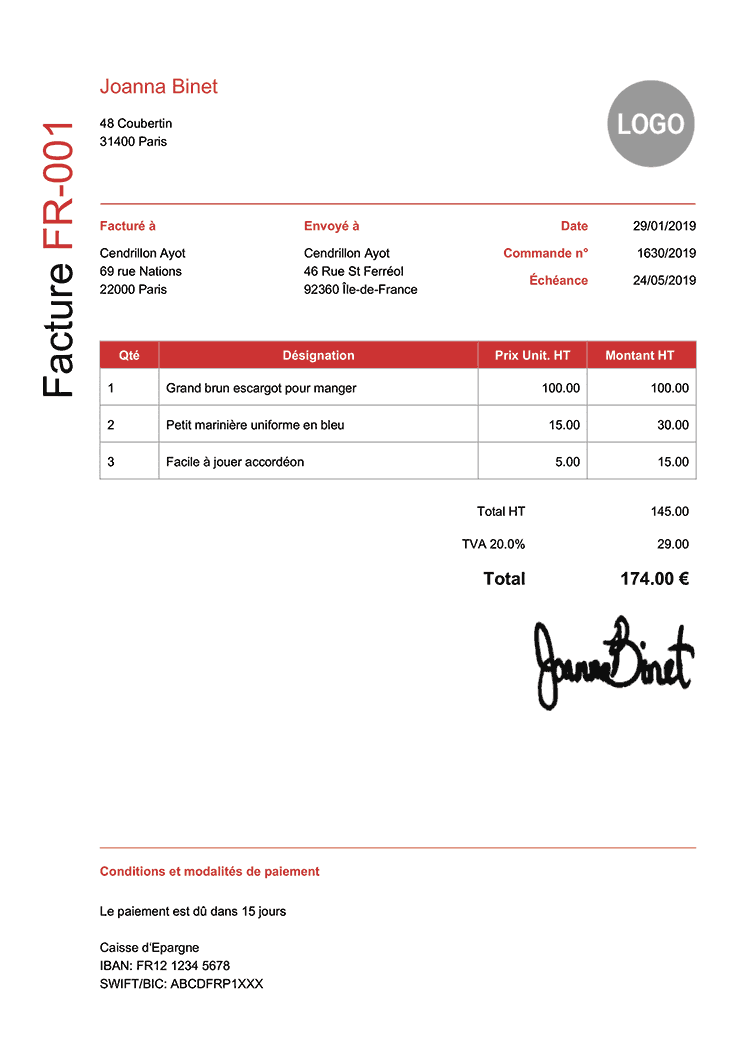 Facture FR-001
Joanna Binet
48 Coubertin
31400 Paris
LOGO
Facturé à
Cendrillon Ayot
69 rue Nations
22000 Paris
Envoyé à
Cendrillon Ayot
46 Rue St Ferréol
92360 Île-de-France
Date 29/01/2019
Commande n° 1630/2019
Échéance 24/05/2019
Qté Désignation Prix Unit. HT Montant HT
1 Grand brun escargot pour manger 100.00 100.00
2 Petit marinière uniforme en bleu 15.00 30.00
3 Facile à jouer accordéon 5.00 15.00
Total HT 145.00
TVA 20.0% 29.00
Total 174.00 €
Joanna Binet
Conditions et modalités de paiement
Le paiement est dû dans 15 jours
Caisse d'Epargne
IBAN: FR12 1234 5678
SWIFT/BIC: ABCDFRP1XXX